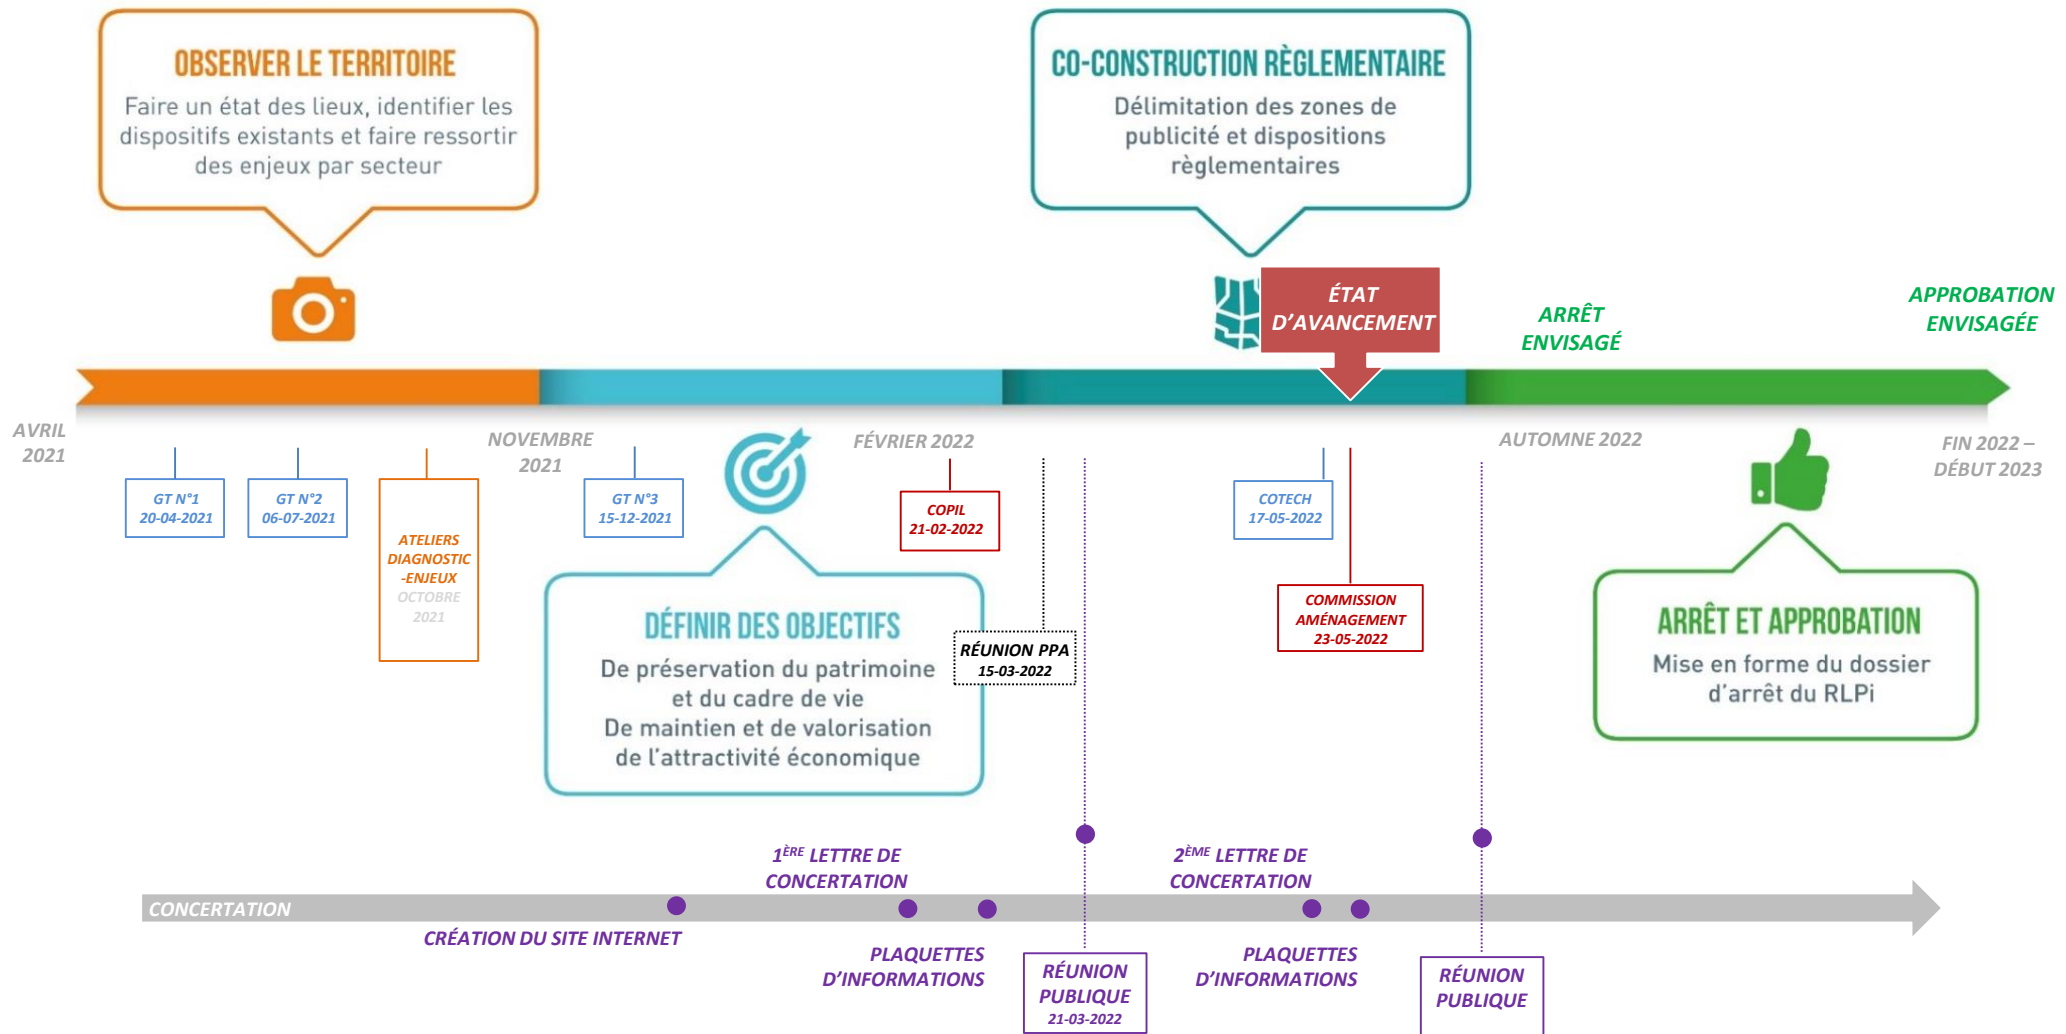 OBSERVER LE TERRITOIRE
Faire un état des lieux, identifier les
dispositifs existants et faire ressortir
des enjeux par secteur
CO-CONSTRUCTION RÈGLEMENTAIRE
Délimitation des zones de
publicité et dispositions
règlementaires
ÉTAT
D'AVANCEMENT
ARRÊT
ENVISAGÉ
APPROBATION
ENVISAGÉE
AVRIL
2021
NOVEMBRE
2021
FÉVRIER 2022
AUTOMNE 2022
FIN 2022 –
DÉBUT 2023
GT N°1
20-04-2021
GT N°2
06-07-2021
ATELIERS
DIAGNOSTIC
-ENJEUX
OCTOBRE
2021
GT N°3
15-12-2021
COPIL
21-02-2022
COTECH
17-05-2022
COMMISSION
AMÉNAGEMENT
23-05-2022
DÉFINIR DES OBJECTIFS
De préservation du patrimoine
et du cadre de vie
De maintien et de valorisation
de l'attractivité économique
RÉUNION PPA
15-03-2022
ARRÊT ET APPROBATION
Mise en forme du dossier
d'arrêt du RLPi
1ÈRE LETTRE DE
CONCERTATION
2ÈME LETTRE DE
CONCERTATION
CONCERTATION
CRÉATION DU SITE INTERNET
PLAQUETTES
D'INFORMATIONS
RÉUNION
PUBLIQUE
21-03-2022
PLAQUETTES
D'INFORMATIONS
RÉUNION
PUBLIQUE